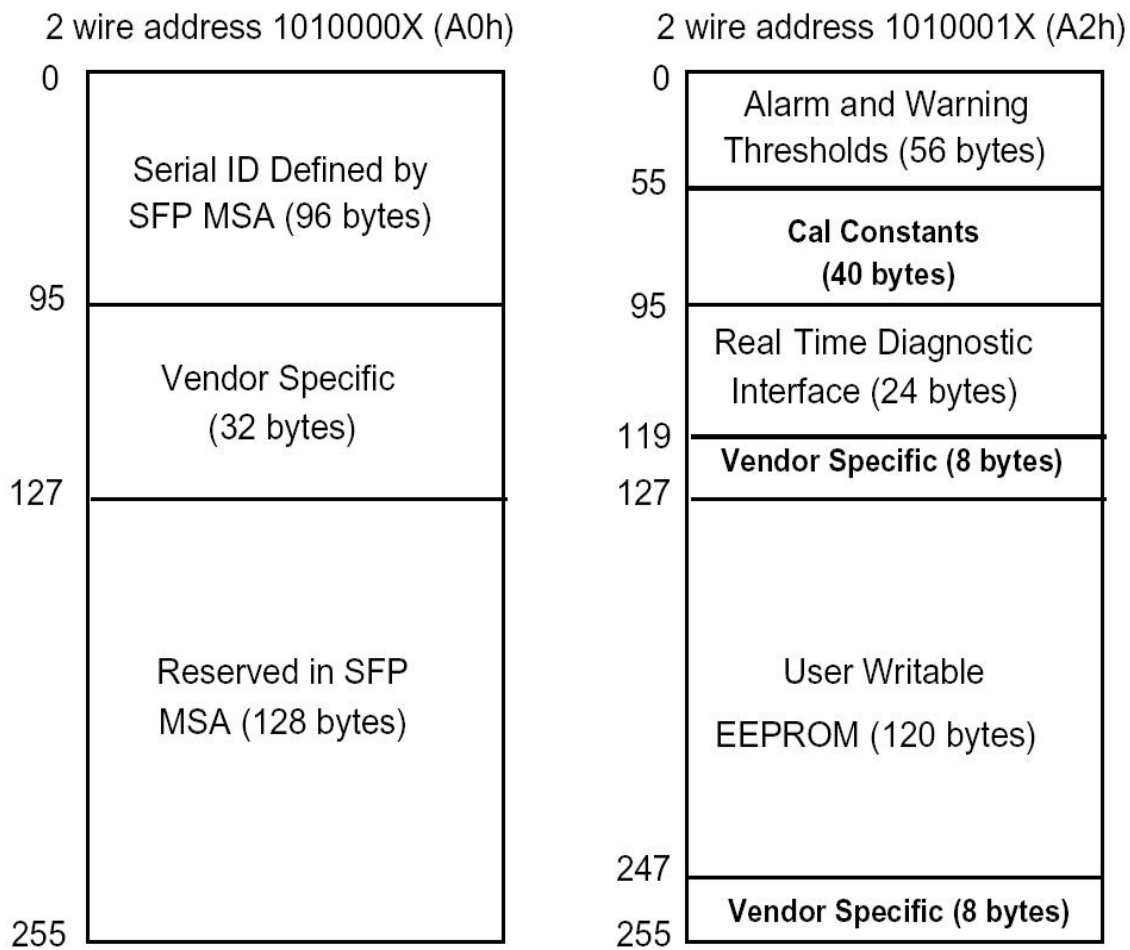 2 wire address 1010000X (A0h)
0
Serial ID Defined by
SFP MSA (96 bytes)
95
Vendor Specific
(32 bytes)
127
Reserved in SFP
MSA (128 bytes)
255
2 wire address 1010001X (A2h)
0
Alarm and Warning
Thresholds (56 bytes)
55
Cal Constants
(40 bytes)
95
Real Time Diagnostic
Interface (24 bytes)
119
Vendor Specific (8 bytes)
127
User Writable
EEPROM (120 bytes)
247
Vendor Specific (8 bytes)
255